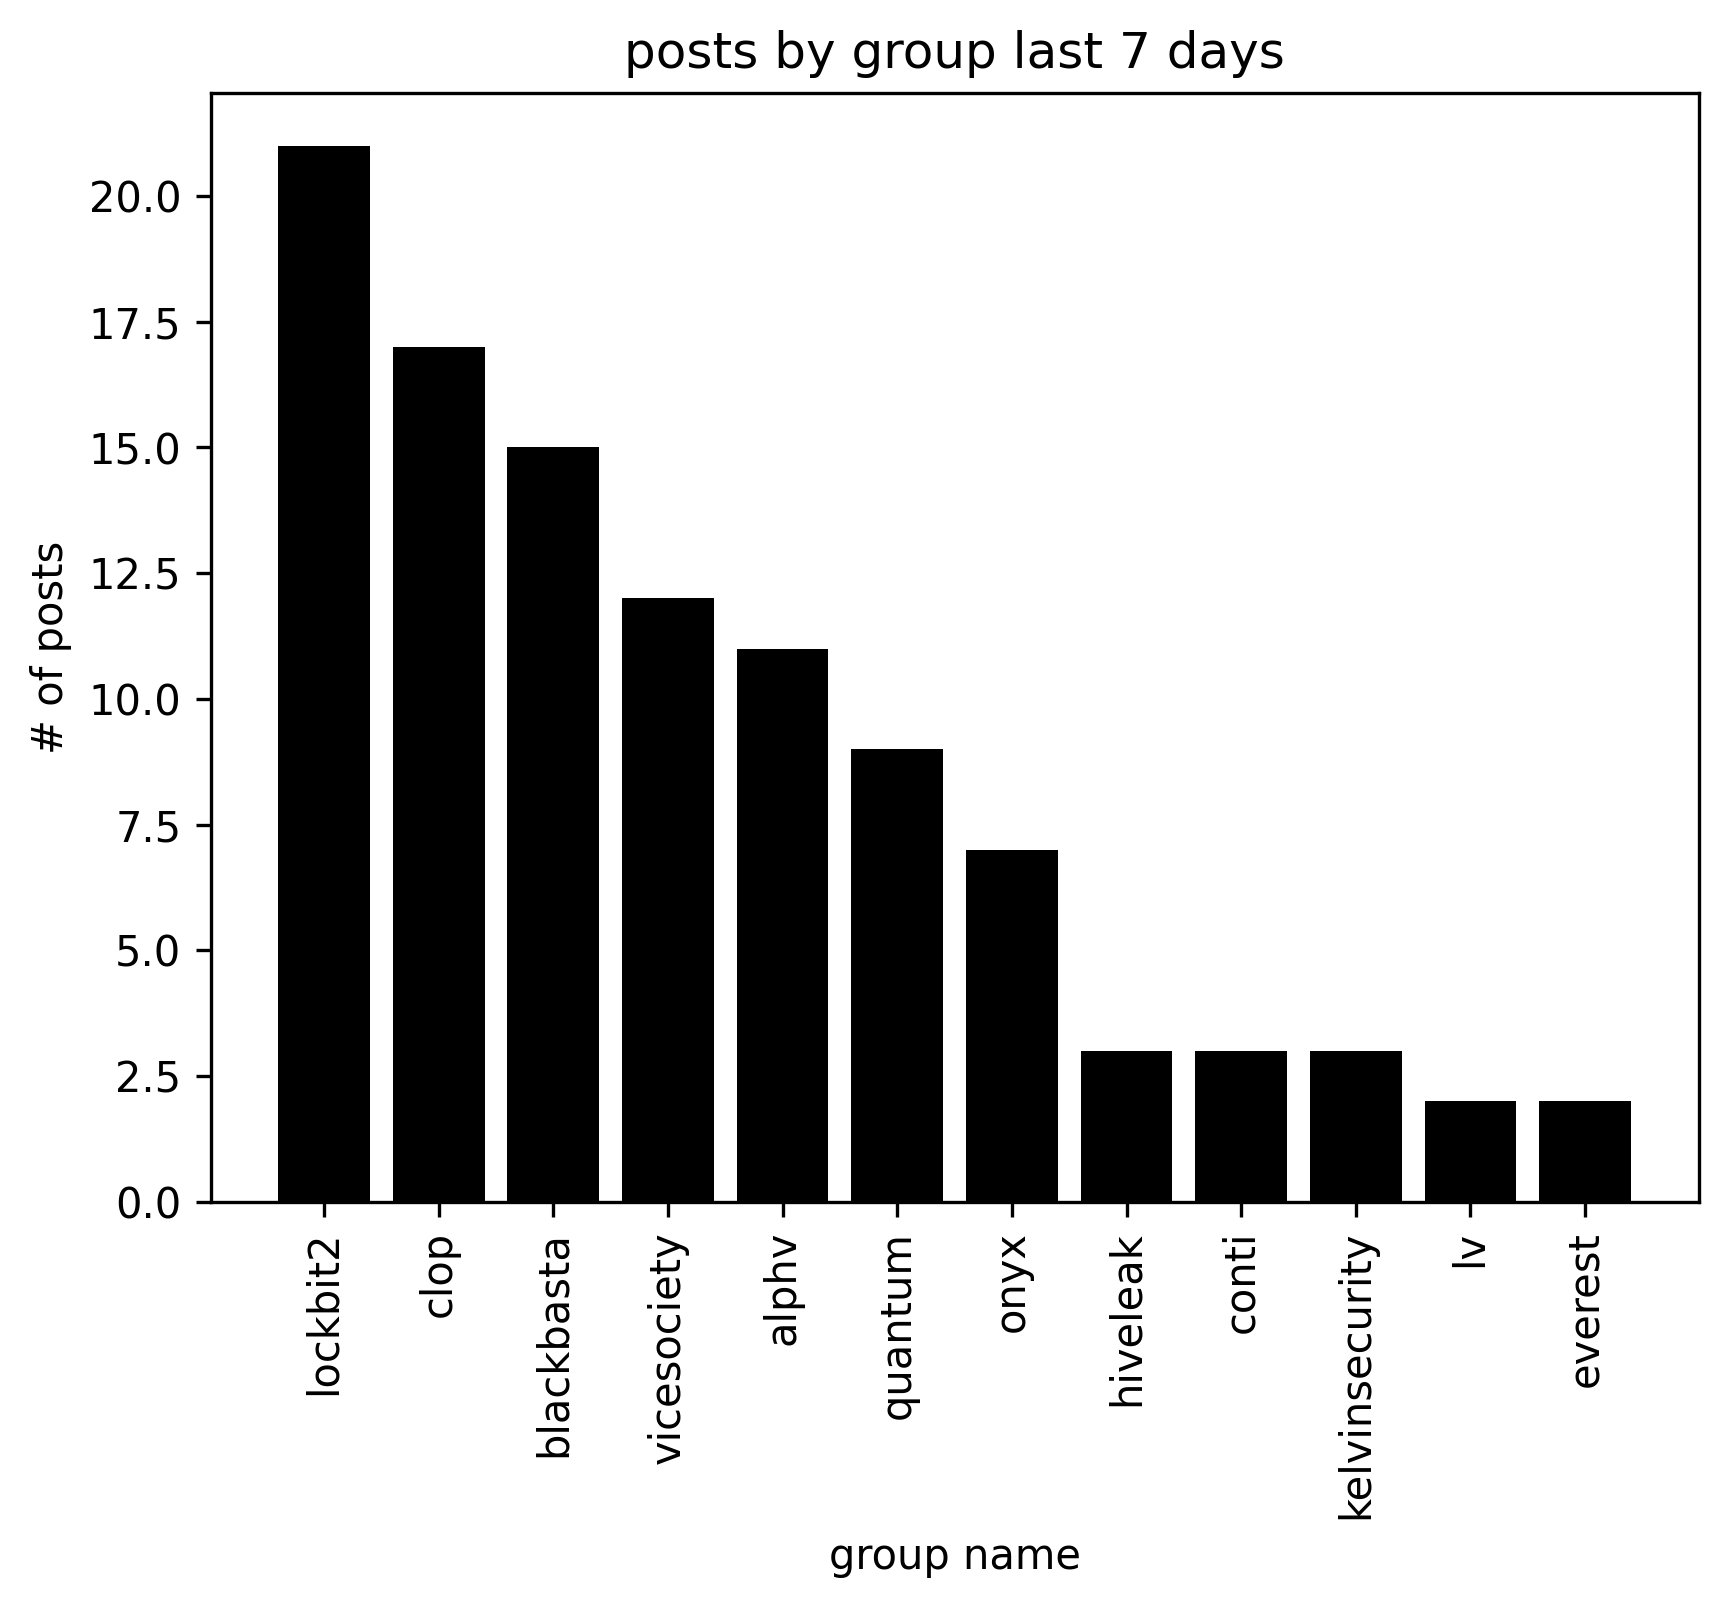 posts by group last 7 days
# of posts
20.0
17.5
15.0
12.5
10.0
7.5
5.0
2.5
0.0
lockbit2
clop
blackbasta
vicesociety
alphv
quantum
onyx
hiveleak
conti
kelvinsecurity
lv
everest
group name